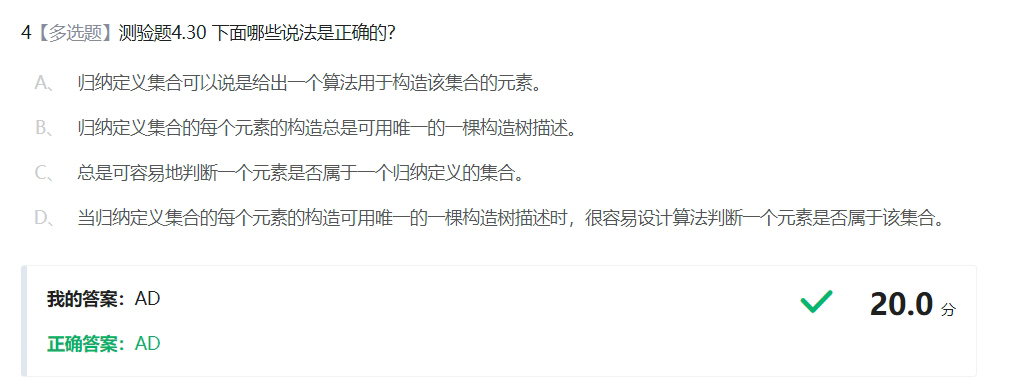 4【多选题】测验题4.30 下面哪些说法是正确的?
A、 归纳定义集合可以说是给出一个算法用于构造该集合的元素。
B、 归纳定义集合的每个元素的构造总是可用唯一的一棵构造树描述。
C、 总是可容易地判断一个元素是否属于一个归纳定义的集合。
D、 当归纳定义集合的每个元素的构造可用唯一的一棵构造树描述时，很容易设计算法判断一个元素是否属于该集合。
我的答案：AD 20.0 分
正确答案：AD